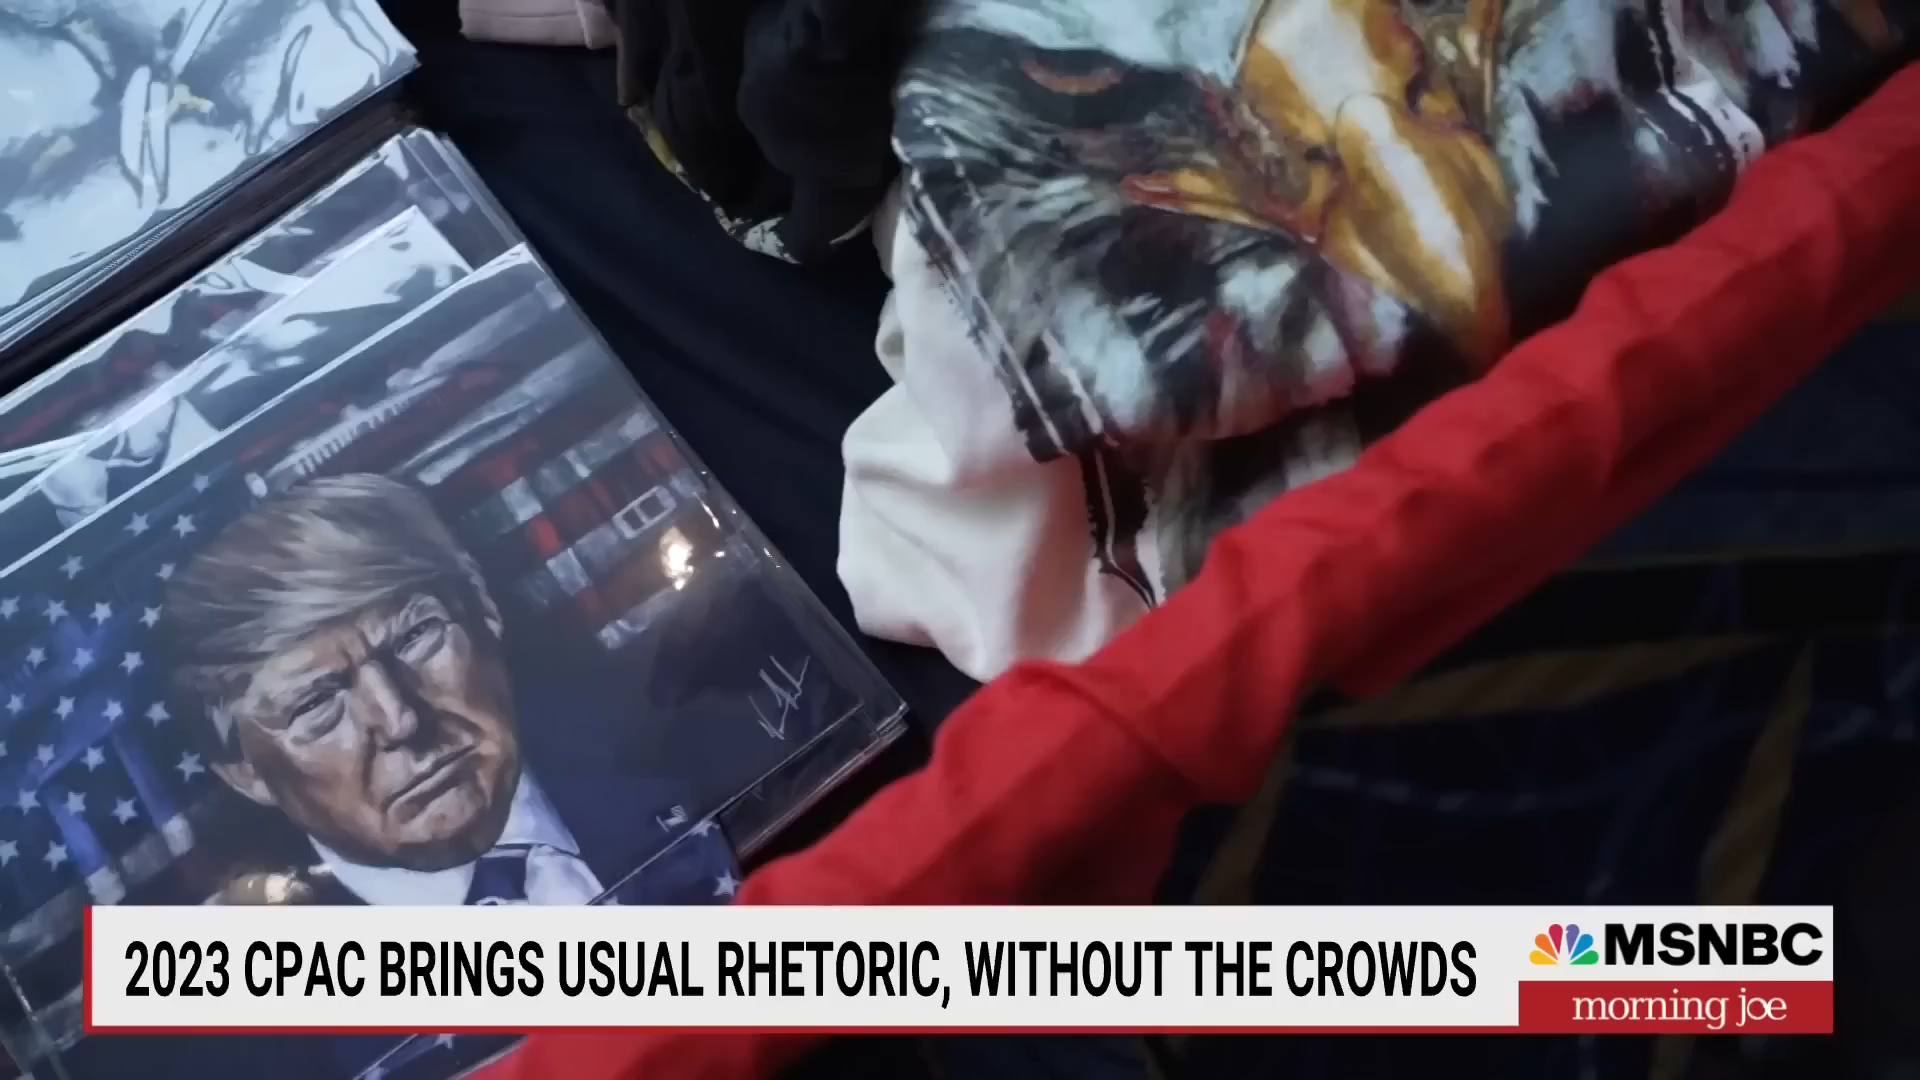 2023 CPAC BRINGS USUAL RHETORIC, WITHOUT THE CROWDS
MSNBC
morning joe